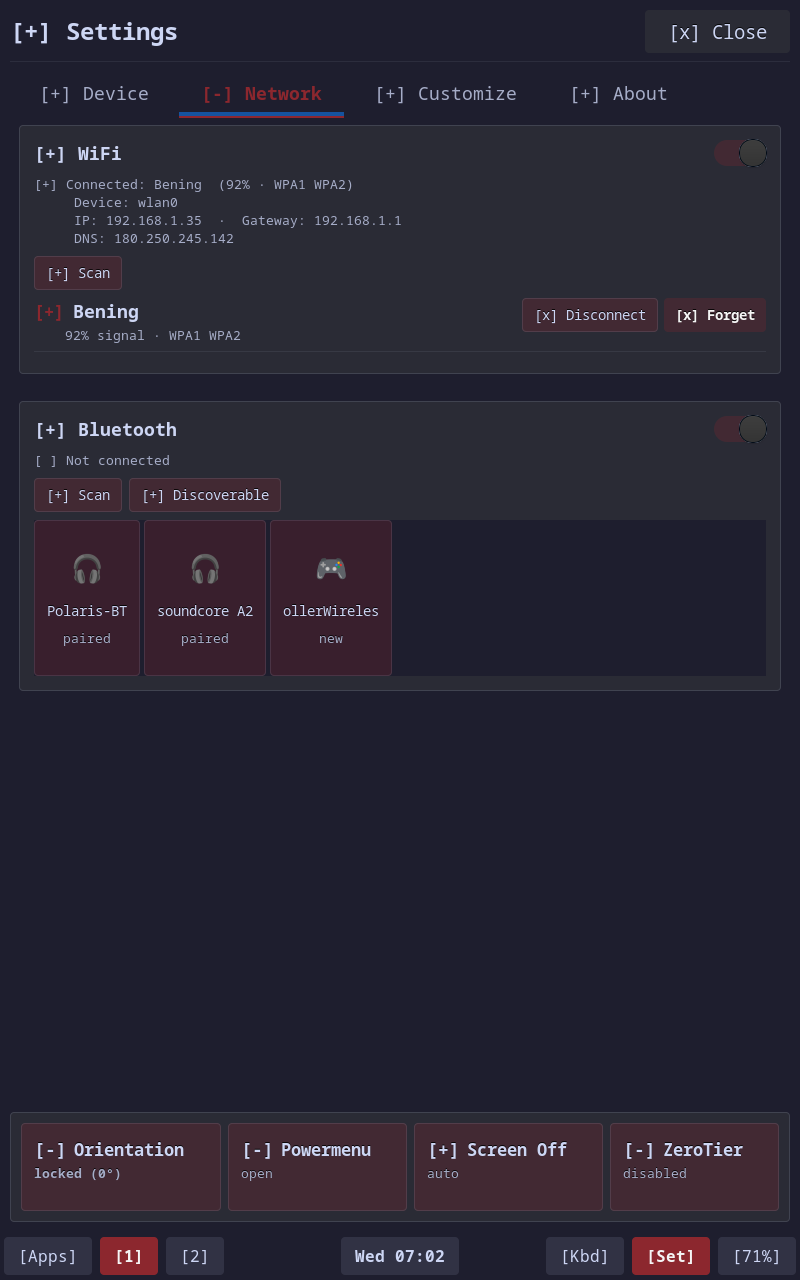 [+] Settings
[x] Close
[+] Device
[-] Network
[+] Customize
[+] About
[+] WiFi
[+] Connected: Bening  (92% · WPA1 WPA2)
Device: wlan0
IP: 192.168.1.35  ·  Gateway: 192.168.1.1
DNS: 180.250.245.142
[+] Scan
[+] Bening
[x] Disconnect
[x] Forget
92% signal · WPA1 WPA2
[+] Bluetooth
[ ] Not connected
[+] Scan
[+] Discoverable
Polaris-BT
paired
soundcore A2
paired
ollerWireles
new
[-] Orientation
locked (0°)
[-] Powermenu
open
[+] Screen Off
auto
[-] ZeroTier
disabled
[Apps]
[1]
[2]
Wed 07:02
[Kbd]
[Set]
[71%]